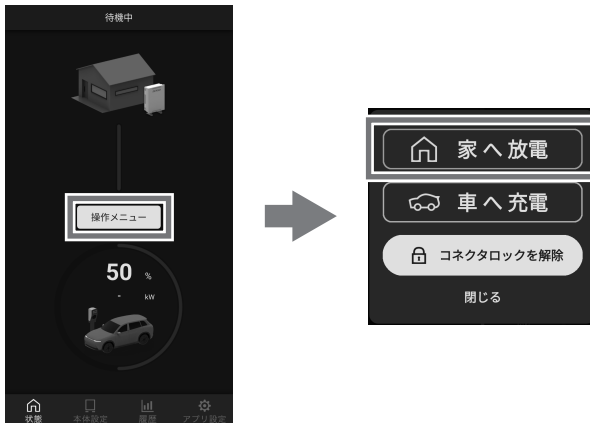 待機中
操作メニュー
50 %
- kW
状態 本体設定 履歴 アプリ設定
家へ放電
車へ充電
コネクタロックを解除
閉じる